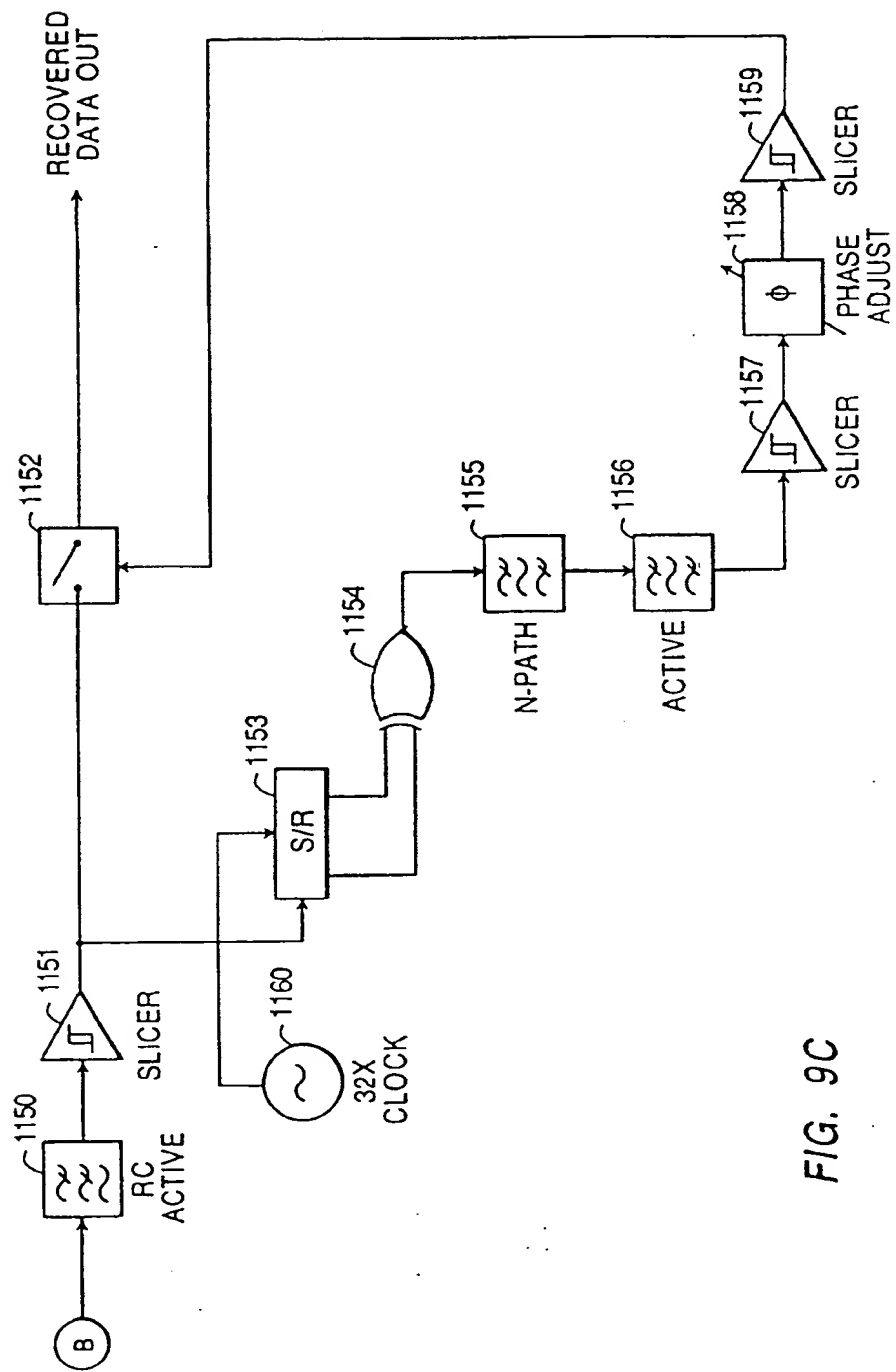 RECOVERED
DATA OUT
1152
1159
SLICER
1158
φ
PHASE
ADJUST
1157
SLICER
1155
N-PATH
1156
ACTIVE
1154
1153
S/R
1151
SLICER
1160
32X
CLOCK
1150
RC
ACTIVE
B
FIG. 9C